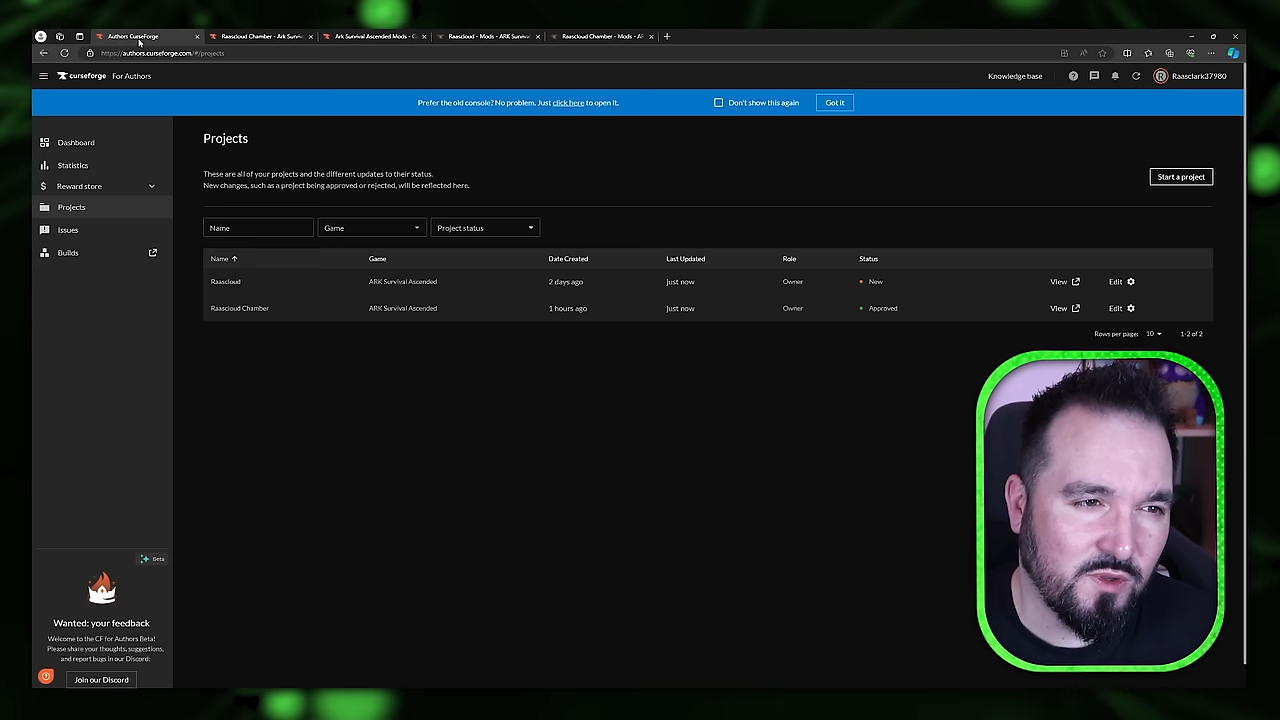 Authors CurseForge
Raascloud Chamber - Ark Surviv
Ark Survival Ascended Mods - C
Raascloud - Mods - ARK Surviva
Raascloud Chamber - Mods - AR
https://authors.curseforge.com/#/projects
curseforge For Authors
Knowledge base
Raasclark37980
Prefer the old console? No problem. Just click here to open it.
Don't show this again
Got it
Dashboard
Statistics
Reward store
Projects
Issues
Builds
Projects
These are all of your projects and the different updates to their status.
New changes, such as a project being approved or rejected, will be reflected here.
Start a project
Name
Game
Project status
Name Game Date Created Last Updated Role Status
Raascloud ARK Survival Ascended 2 days ago Just now Owner New View Edit
Raascloud Chamber ARK Survival Ascended 1 hours ago Just now Owner Approved View Edit
Rows per page: 10 1-2 of 2
Beta
Wanted: your feedback
Welcome to the CF for Authors Beta!
Please share your thoughts, suggestions,
and report bugs in our Discord:
Join our Discord